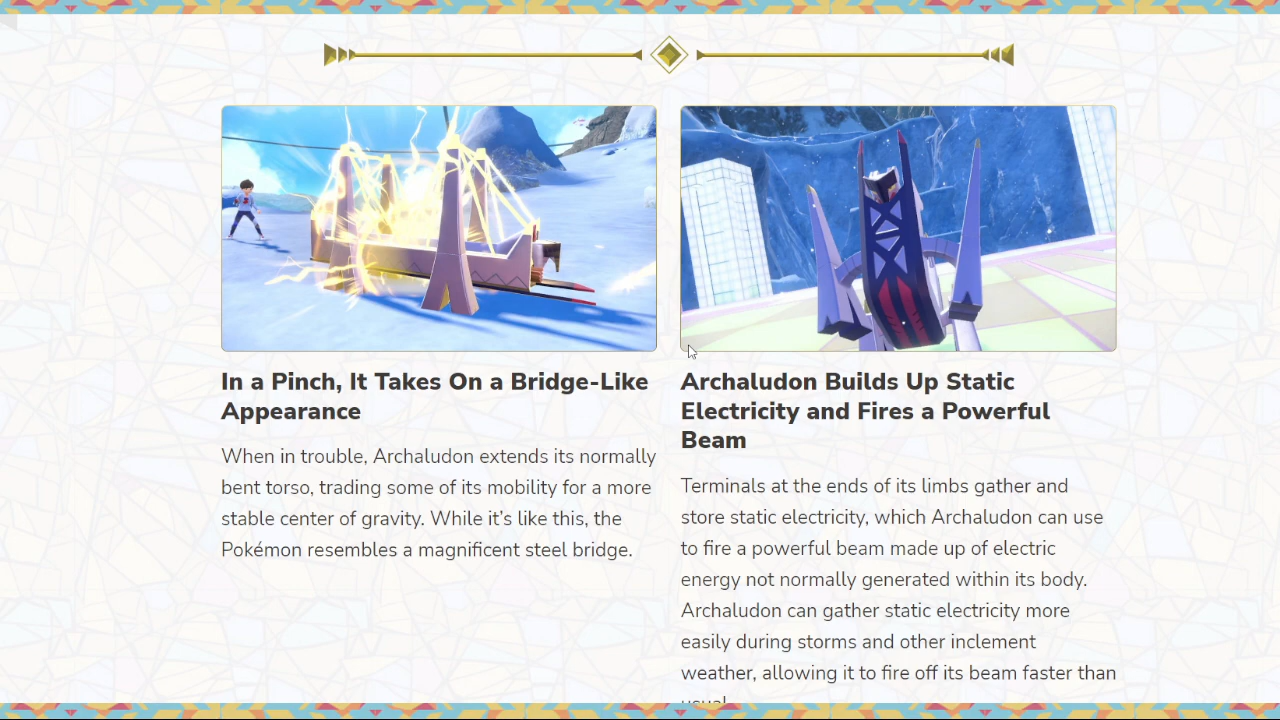 In a Pinch, It Takes On a Bridge-Like
Appearance
When in trouble, Archaludon extends its normally
bent torso, trading some of its mobility for a more
stable center of gravity. While it’s like this, the
Pokémon resembles a magnificent steel bridge.
Archaludon Builds Up Static
Electricity and Fires a Powerful
Beam
Terminals at the ends of its limbs gather and
store static electricity, which Archaludon can use
to fire a powerful beam made up of electric
energy not normally generated within its body.
Archaludon can gather static electricity more
easily during storms and other inclement
weather, allowing it to fire off its beam faster than
usual